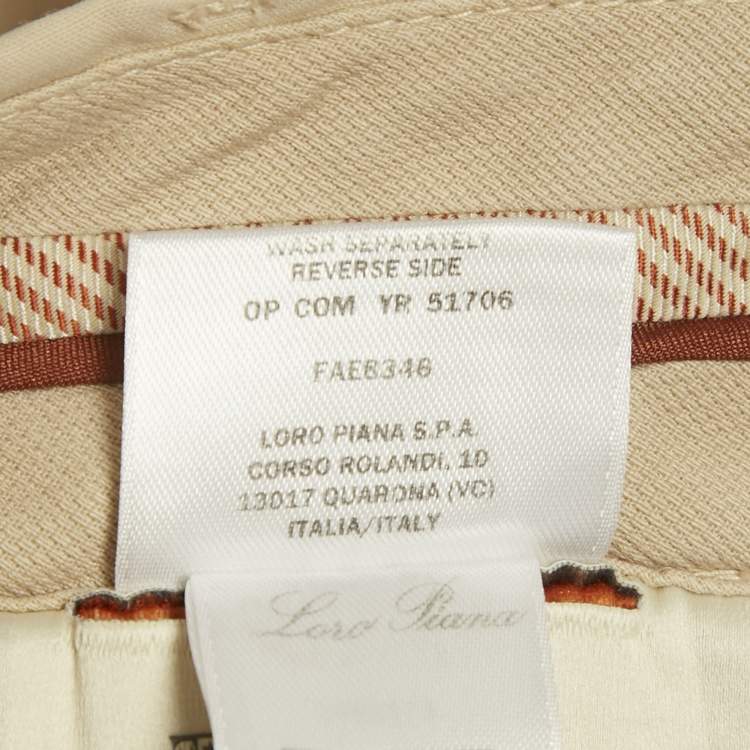 WASH SEPARATELY
REVERSE SIDE
OP COM YR 51706
FAE8346
LORO PIANA S.P.A.
CORSO ROLANDI, 10
13017 QUARONA (VC)
ITALIA/ITALY
Loro Piana